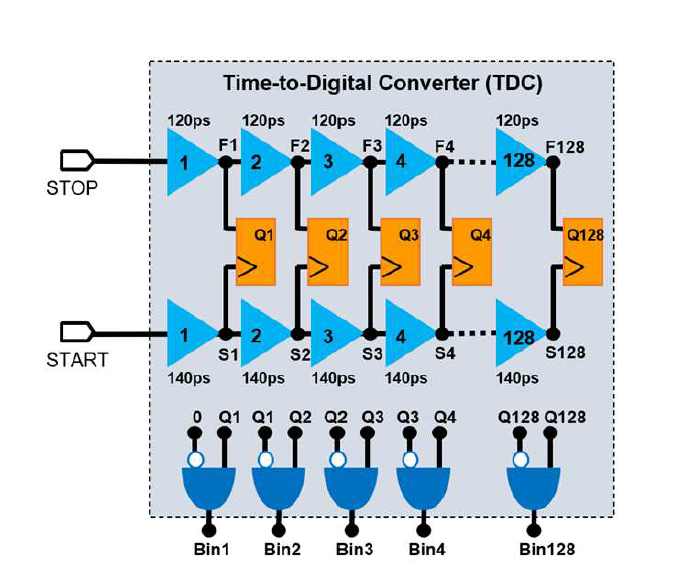 Time-to-Digital Converter (TDC)
120ps 120ps 120ps 120ps 120ps
F1 F2 F3 F4 F128
1 2 3 4 128
STOP
Q1 Q2 Q3 Q4 Q128
1 2 3 4 128
START
S1 S2 S3 S4 S128
140ps 140ps 140ps 140ps 140ps
0 Q1 Q1 Q2 Q2 Q3 Q3 Q4 Q128 Q128
Bin1 Bin2 Bin3 Bin4 Bin128